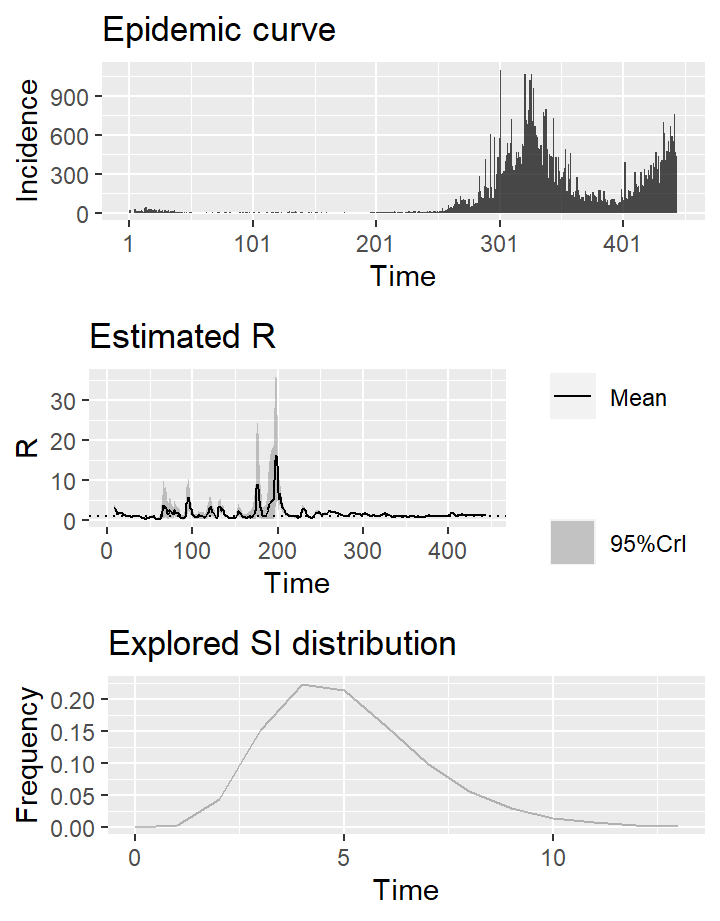 Epidemic curve
Incidence
900
600
300
0
1 101 201 301 401
Time
Estimated R
R
30
20
10
0
0 100 200 300 400
Time
Mean
95%CrI
Explored SI distribution
Frequency
0.20
0.15
0.10
0.05
0.00
0 5 10
Time